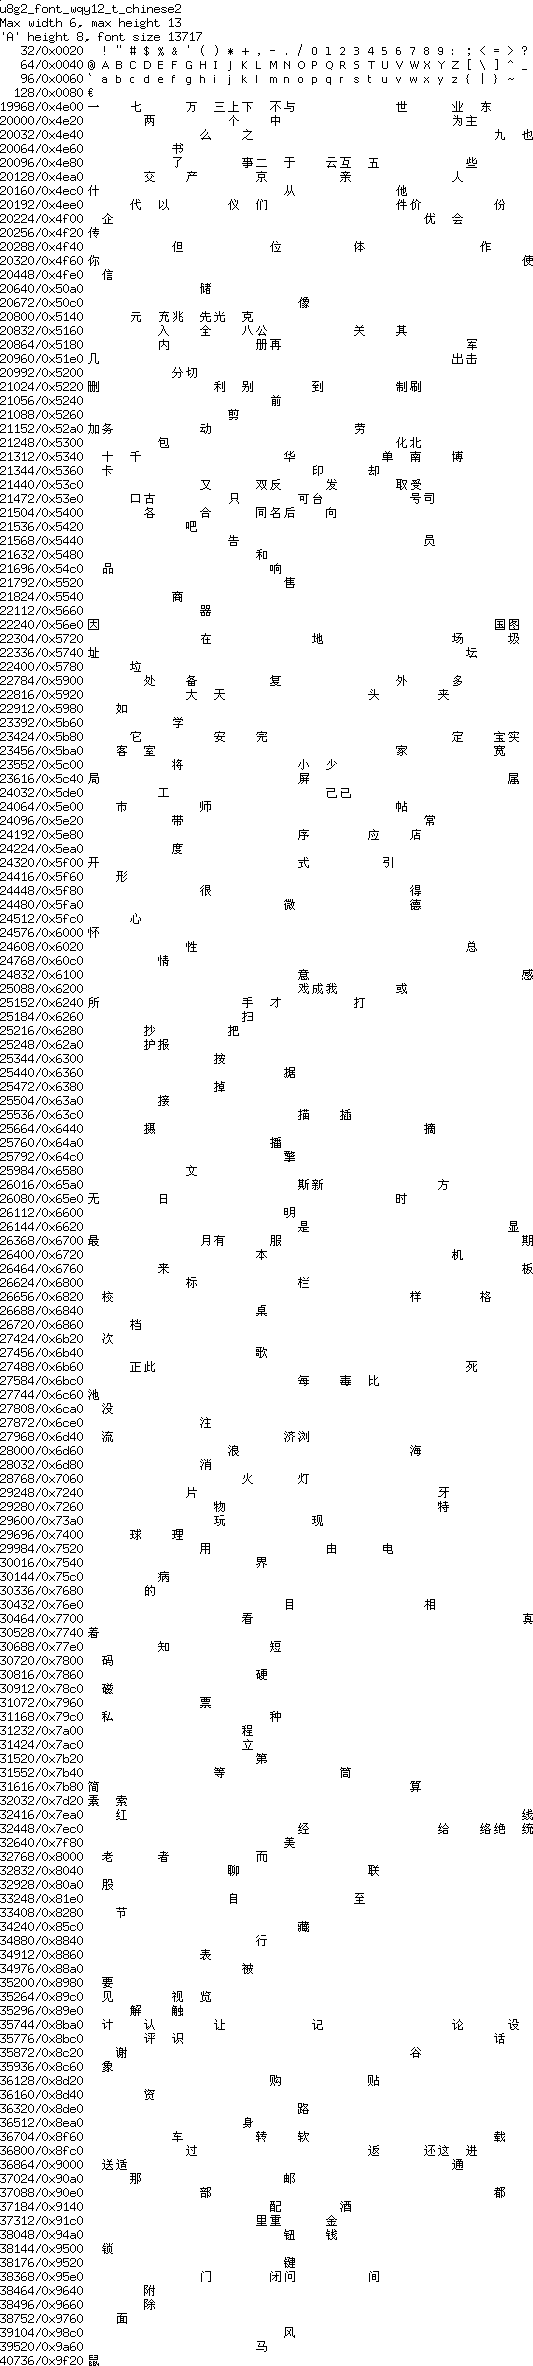 u8g2_font_wqy12_t_chinese2
Max width 6, max height 13
'A' height 8, font size 13717
32/0x0020 ! " # $ % & ' ( ) * + , - . / 0 1 2 3 4 5 6 7 8 9 : ; < = > ?
64/0x0040 @ A B C D E F G H I J K L M N O P Q R S T U V W X Y Z [ \ ] ^ _
96/0x0060 ` a b c d e f g h i j k l m n o p q r s t u v w x y z { | } ~
128/0x0080 €
19968/0x4e00 一 七 万 三上下 不与 世 业 东
20000/0x4e20 两 个 中 为主
20032/0x4e40 么 之 九 也
20064/0x4e60 书
20096/0x4e80 了 事二 于 云互 五 些
20128/0x4ea0 交 产 京 亲 人
20160/0x4ec0 什 从 他
20192/0x4ee0 代 以 仪 们 件价 份
20224/0x4f00 企 优 会
20256/0x4f20 传
20288/0x4f40 但 位 体 作
20320/0x4f60 你 使
20448/0x4fe0 信
20640/0x50a0 储
20672/0x50c0 像
20800/0x5140 元 充兆 先光 克
20832/0x5160 入 全 八公 关 其
20864/0x5180 内 册再 军
20960/0x51e0 几 出击
20992/0x5200 分切
21024/0x5220 删 利 别 到 制刷
21056/0x5240 前
21088/0x5260 剪
21152/0x52a0 加务 动 劳
21248/0x5300 包 化北
21312/0x5340 十 千 华 单 南 博
21344/0x5360 卡 印 却
21440/0x53c0 又 双反 发 取受
21472/0x53e0 口古 只 可台 号司
21504/0x5400 各 合 同名后 向
21536/0x5420 吧
21568/0x5440 告 员
21632/0x5480 和
21696/0x54c0 品 响
21792/0x5520 售
21824/0x5540 商
22112/0x5660 器
22240/0x56e0 因 国图
22304/0x5720 在 地 场 圾
22336/0x5740 址 坛
22400/0x5780 垃
22784/0x5900 处 备 复 外 多
22816/0x5920 大 天 头 夹
22912/0x5980 如
23392/0x5b60 学
23424/0x5b80 它 安 完 定 宝实
23456/0x5ba0 客 室 家 宽
23552/0x5c00 将 小 少
23616/0x5c40 局 屏 属
24032/0x5de0 工 己已
24064/0x5e00 市 师 帖
24096/0x5e20 带 常
24192/0x5e80 序 应 店
24224/0x5ea0 度
24320/0x5f00 开 式 引
24416/0x5f60 形
24448/0x5f80 很 得
24480/0x5fa0 微 德
24512/0x5fc0 心
24576/0x6000 怀
24608/0x6020 性 总
24768/0x60c0 情
24832/0x6100 意 感
25088/0x6200 戏成我 或
25152/0x6240 所 手 才 打
25184/0x6260 扫
25216/0x6280 抄 把
25248/0x62a0 护报
25344/0x6300 按
25440/0x6360 据
25472/0x6380 掉
25504/0x63a0 接
25536/0x63c0 描 插
25664/0x6440 摄 摘
25760/0x64a0 播
25792/0x64c0 擎
25984/0x6580 文
26016/0x65a0 斯新 方
26080/0x65e0 无 日 时
26112/0x6600 明
26144/0x6620 是 显
26368/0x6700 最 月有 服 期
26400/0x6720 本 机
26464/0x6760 来 板
26624/0x6800 标 栏
26656/0x6820 校 样 格
26688/0x6840 桌
26720/0x6860 档
27424/0x6b20 次
27456/0x6b40 歌
27488/0x6b60 正此 死
27584/0x6bc0 每 毒 比
27744/0x6c60 池
27808/0x6ca0 没
27872/0x6ce0 注
27968/0x6d40 流 济浏
28000/0x6d60 浪 海
28032/0x6d80 消
28768/0x7060 火 灯
29248/0x7240 片 牙
29280/0x7260 物 特
29600/0x73a0 玩 现
29696/0x7400 球 理
29984/0x7520 用 由 电
30016/0x7540 界
30144/0x75c0 病
30336/0x7680 的
30432/0x76e0 目 相
30464/0x7700 看 真
30528/0x7740 着
30688/0x77e0 知 短
30720/0x7800 码
30816/0x7860 硬
30912/0x78c0 磁
31072/0x7960 票
31168/0x79c0 私 种
31232/0x7a00 程
31424/0x7ac0 立
31520/0x7b20 第
31552/0x7b40 等 筒
31616/0x7b80 简 算
32032/0x7d20 素 索
32416/0x7ea0 红 线
32448/0x7ec0 经 给 络绝 统
32640/0x7f80 美
32768/0x8000 老 者 而
32832/0x8040 聊 联
32928/0x80a0 股
33248/0x81e0 自 至
33408/0x8280 节
34240/0x85c0 藏
34880/0x8840 行
34912/0x8860 表
34976/0x88a0 被
35200/0x8980 要
35264/0x89c0 见 视 览
35296/0x89e0 解 触
35744/0x8ba0 计 认 让 记 论 设
35776/0x8bc0 评 识 话
35872/0x8c20 谢 谷
35936/0x8c60 象
36128/0x8d20 购 贴
36160/0x8d40 资
36320/0x8de0 路
36512/0x8ea0 身
36704/0x8f60 车 转 软 载
36800/0x8fc0 过 返 还这 进
36864/0x9000 送适 通
37024/0x90a0 那 邮
37088/0x90e0 部 都
37184/0x9140 配 酒
37312/0x91c0 里重 金
38048/0x94a0 钮 钱
38144/0x9500 锁
38176/0x9520 键
38368/0x95e0 门 闭问 间
38464/0x9640 附
38496/0x9660 除
38752/0x9760 面
39104/0x98c0 风
39520/0x9a60 马
40736/0x9f20 鼠